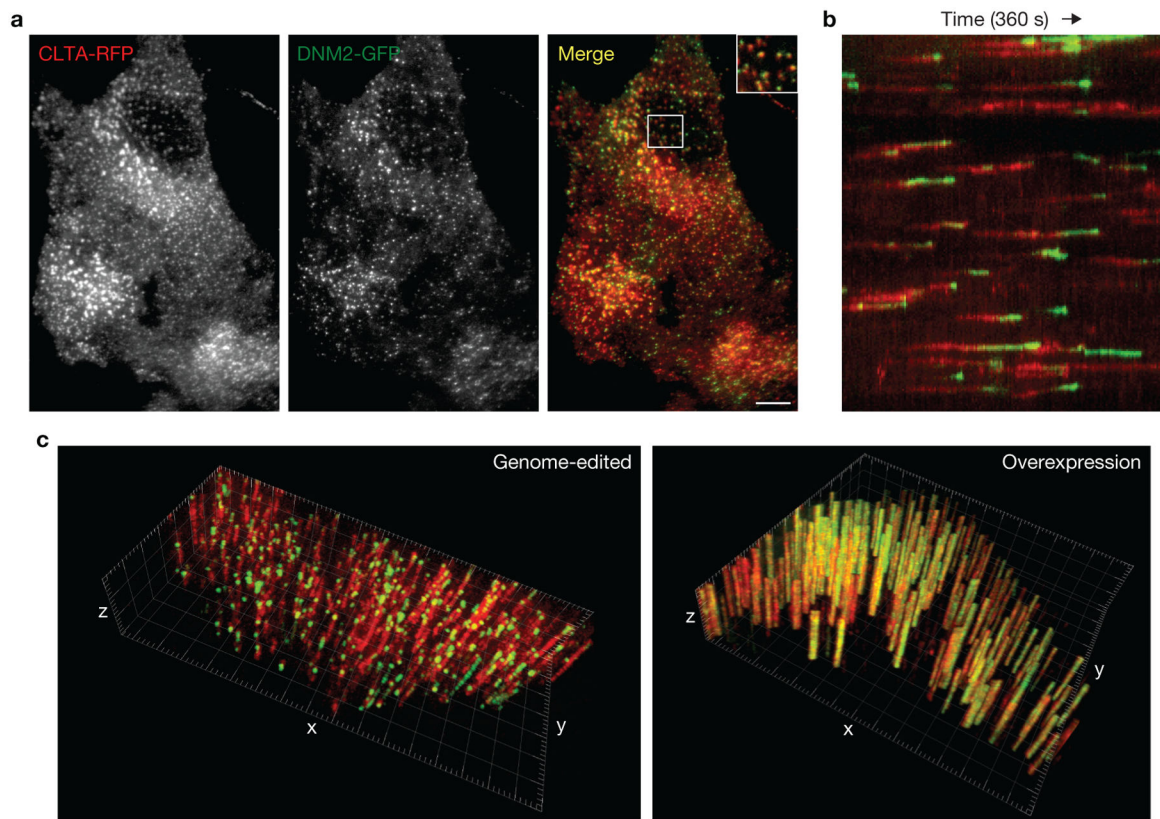 a
CLTA-RFP
DNM2-GFP
Merge
b
Time (360 s) →
c
Genome-edited
z
x
y
Overexpression
z
x
y